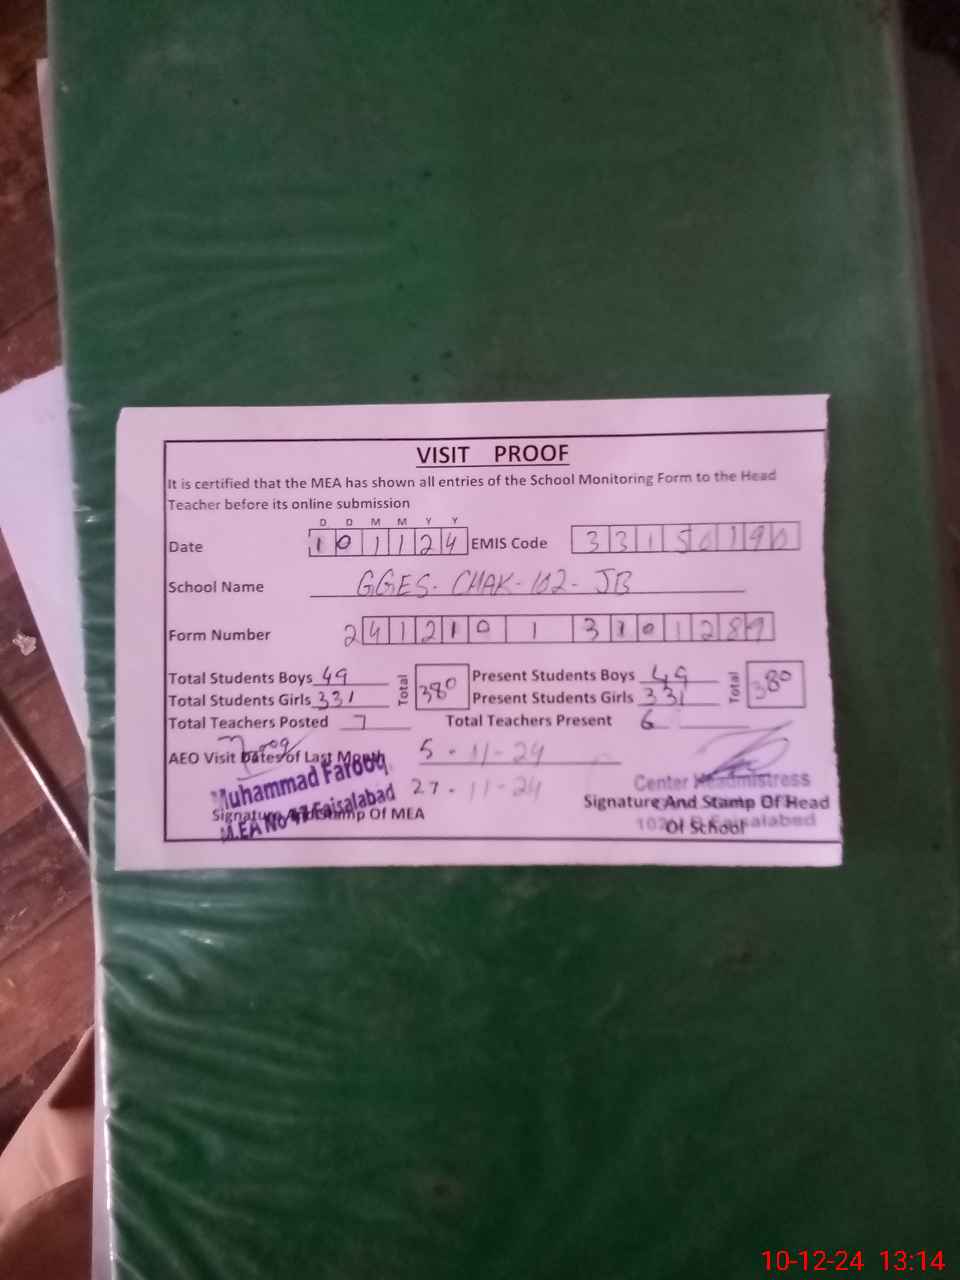 VISIT PROOF
It is certified that the MEA has shown all entries of the School Monitoring Form to the Head
Teacher before its online submission
D D M M Y Y
Date 1 0 1 1 2 4 EMIS Code 3 3 1 5 0 1 9 0
School Name GGES- CHAK-102-JB
Form Number 2 4 1 2 1 0 1 3 1 0 1 2 8 9
Total Students Boys 49 Total 380 Present Students Boys 49 Total 380
Total Students Girls 331 Present Students Girls 331
Total Teachers Posted 7 Total Teachers Present 6
AEO Visit Dates of Last Month 5-11-24
27-11-24
Muhammad Farooq
M.EA No 47 Faisalabad
Signature And Stamp Of MEA
Center Headmistress
Signature And Stamp Of Head
Of School
Faisalabad
10-12-24 13:14